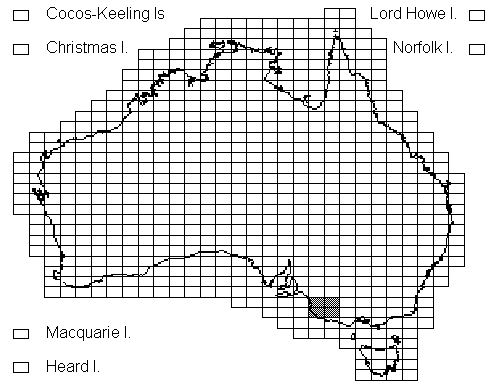 Cocos-Keeling Is
Lord Howe I.
Christmas I.
Norfolk I.
Macquarie I.
Heard I.